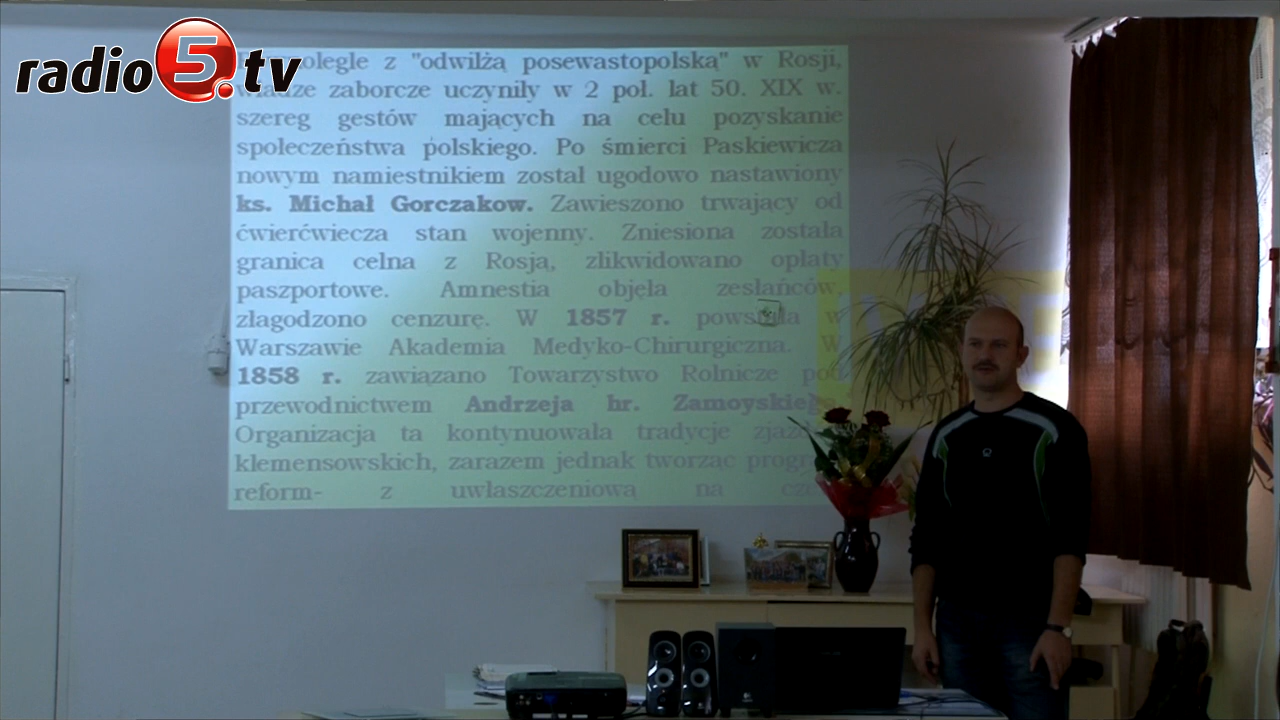 radio5.tv
olegle z "odwilżą posewastopolską" w Rosji,
władze zaborcze uczyniły w 2 poł. lat 50. XIX w.
szereg gestów mających na celu pozyskanie
społeczeństwa polskiego. Po śmierci Paskiewicza
nowym namiestnikiem został ugodowo nastawiony
ks. Michał Gorczakow. Zawieszono trwający od
ćwierćwiecza stan wojenny. Zniesiona została
granica celna z Rosją, zlikwidowano opłaty
paszportowe. Amnestia objęła zesłańców,
złagodzono cenzurę. W 1857 r. powstała w
Warszawie Akademia Medyko-Chirurgiczna. W
1858 r. zawiązano Towarzystwo Rolnicze pod
przewodnictwem Andrzeja hr. Zamoyskiego.
Organizacja ta kontynuowała tradycje
klemensowskich, zarazem jednak tworząc
reform- z uwłaszczeniową na